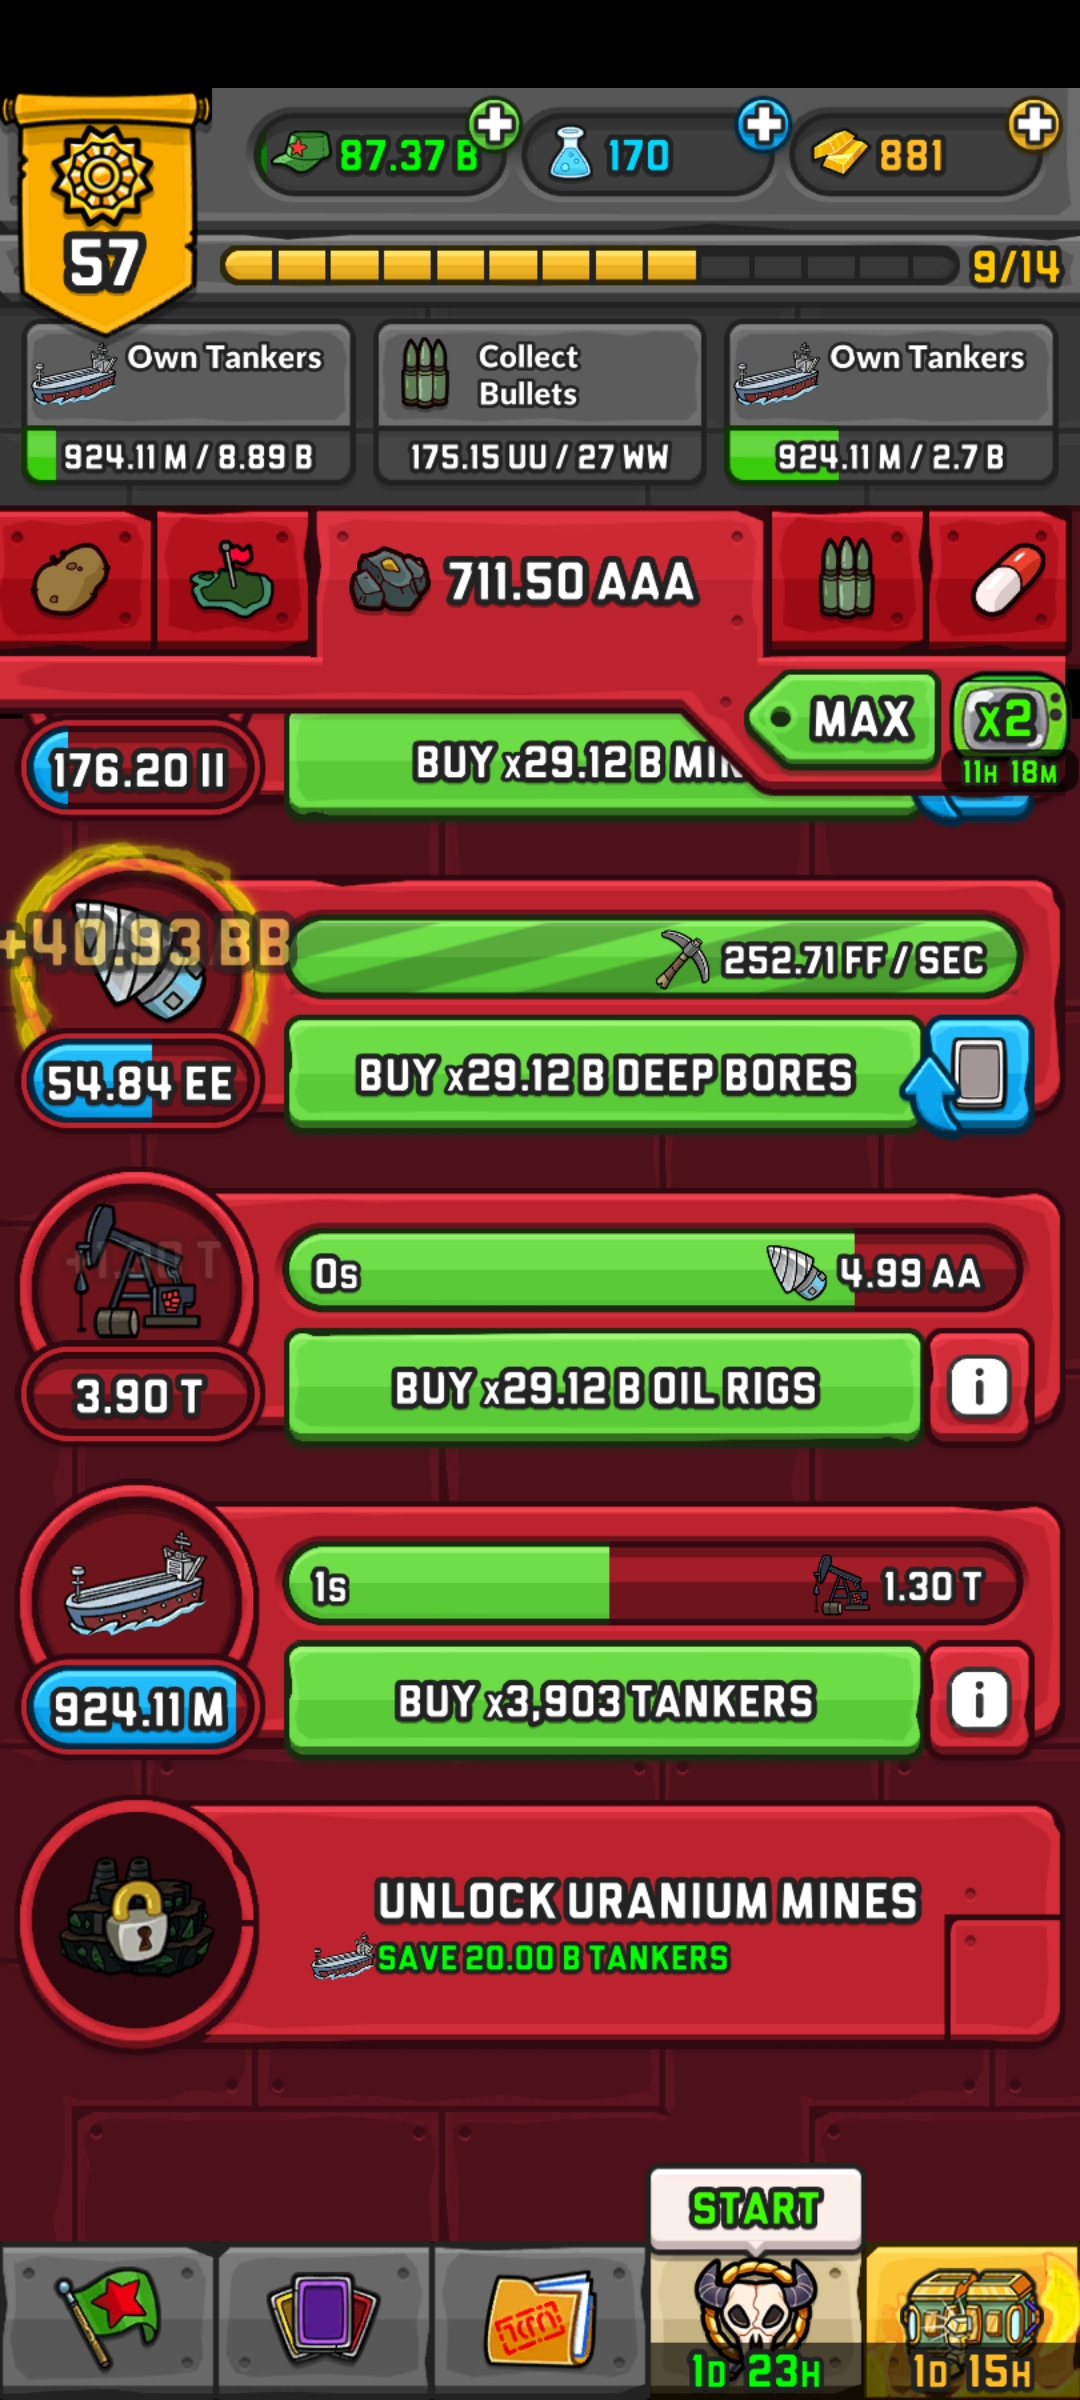 87.37 B
170
881
57
9/14
Own Tankers
924.11 M / 8.89 B
Collect
Bullets
175.15 UU / 27 WW
Own Tankers
924.11 M / 2.7 B
711.50 AAA
MAX
x2
11H 18M
176.20 II
BUY x29.12 B
+40.93 BB
252.71 FF / SEC
54.84 EE
BUY x29.12 B DEEP BORES
0s
4.99 AA
3.90 T
BUY x29.12 B OIL RIGS
1s
1.30 T
924.11 M
BUY x3,903 TANKERS
UNLOCK URANIUM MINES
SAVE 20.00 B TANKERS
START
1D 23H
1D 15H